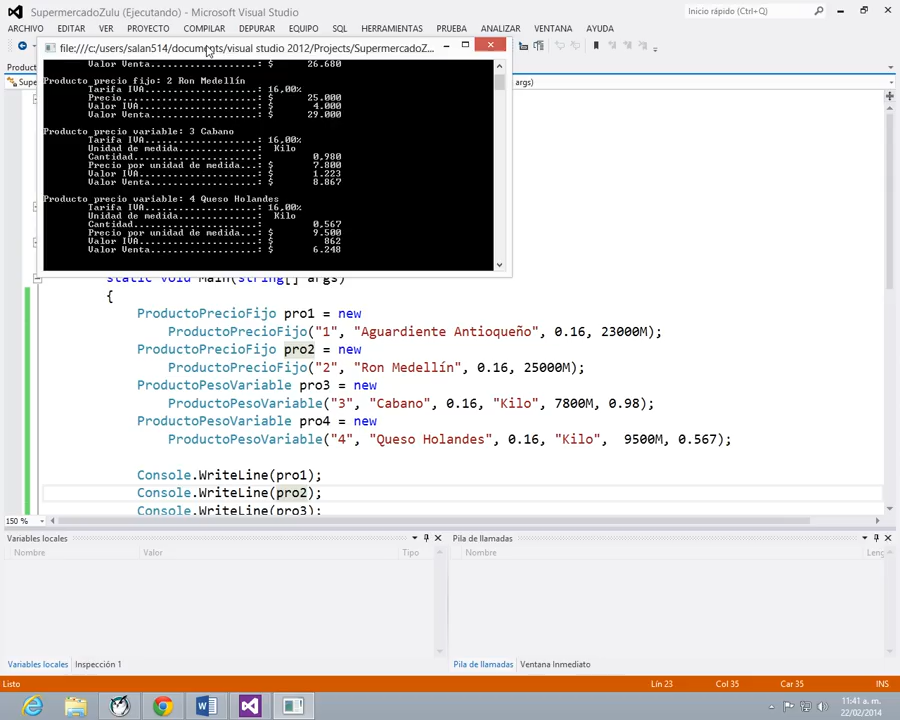 SupermercadoZulu (Ejecutando) - Microsoft Visual Studio
Inicio rápido (Ctrl+Q)
ARCHIVO EDITAR VER PROYECTO COMPILAR DEPURAR EQUIPO SQL HERRAMIENTAS PRUEBA ANALIZAR VENTANA AYUDA
file:///c:/users/salan514/documents/visual studio 2012/Projects/SupermercadoZ...
Product
Supe
args)
Valor Venta....................: $ 26.680
Producto precio fijo: 2 Ron Medellín
Tarifa IVA.....................: 16,00%
Precio.........................: $ 25.000
Valor IVA......................: $ 4.000
Valor Venta....................: $ 29.000
Producto precio variable: 3 Cabano
Tarifa IVA.....................: 16,00%
Unidad de medida...............: Kilo
Cantidad.......................: 0,980
Precio por unidad de medida...: $ 7.800
Valor IVA......................: $ 1.223
Valor Venta....................: $ 8.867
Producto precio variable: 4 Queso Holandes
Tarifa IVA.....................: 16,00%
Unidad de medida...............: Kilo
Cantidad.......................: 0,567
Precio por unidad de medida...: $ 9.500
Valor IVA......................: $ 862
Valor Venta....................: $ 6.248
static void Main(string[] args)
{
ProductoPrecioFijo pro1 = new
ProductoPrecioFijo("1", "Aguardiente Antioqueño", 0.16, 23000M);
ProductoPrecioFijo pro2 = new
ProductoPrecioFijo("2", "Ron Medellín", 0.16, 25000M);
ProductoPesoVariable pro3 = new
ProductoPesoVariable("3", "Cabano", 0.16, "Kilo", 7800M, 0.98);
ProductoPesoVariable pro4 = new
ProductoPesoVariable("4", "Queso Holandes", 0.16, "Kilo", 9500M, 0.567);
Console.WriteLine(pro1);
Console.WriteLine(pro2);
Console.WriteLine(pro3);
150 %
Variables locales
Pila de llamadas
Nombre Valor Tipo
Nombre Leng
Variables locales Inspección 1
Pila de llamadas Ventana Inmediato
Listo Lín 23 Col 35 Car 35 INS
11:41 a. m.
22/02/2014